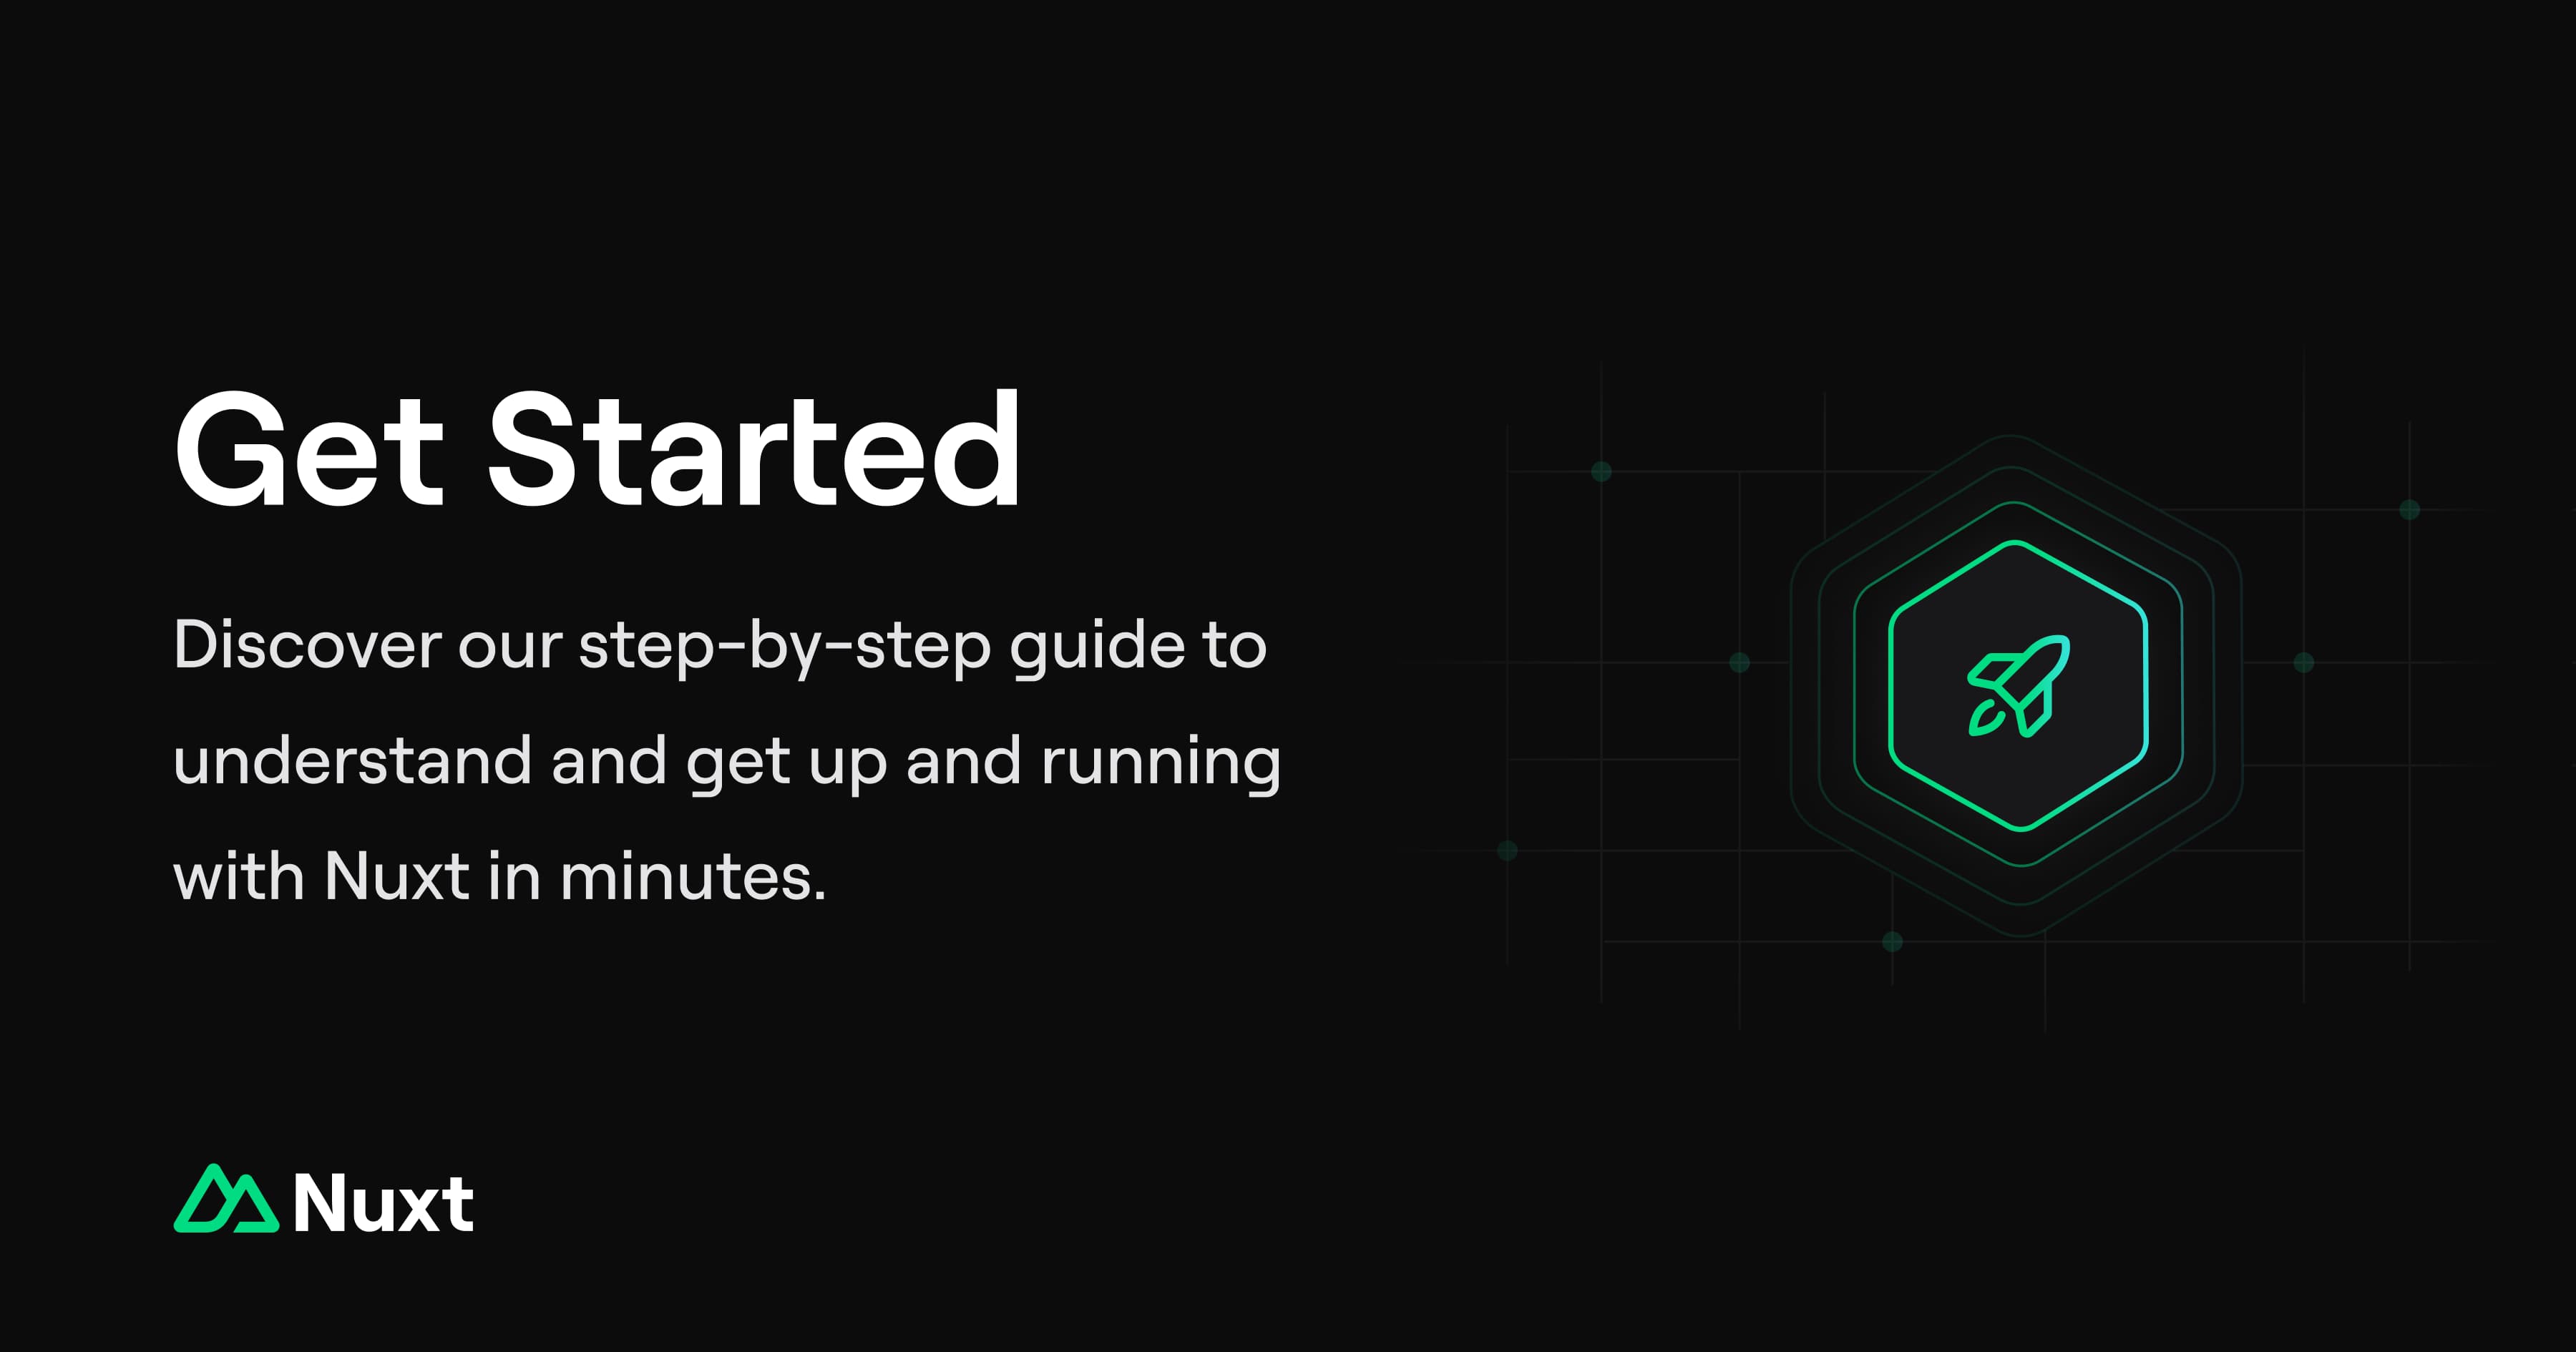 Get Started
Discover our step-by-step guide to
understand and get up and running
with Nuxt in minutes.
Nuxt